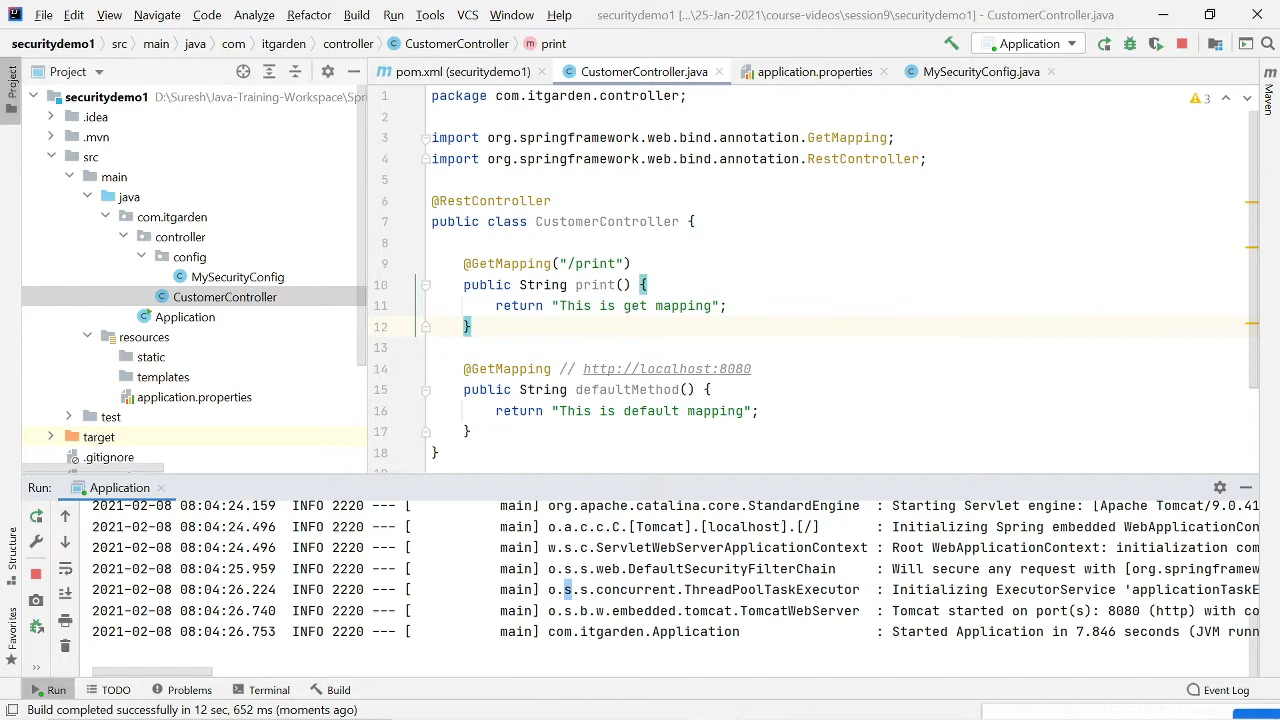 File Edit View Navigate Code Analyze Refactor Build Run Tools VCS Window Help securitydemo1 [...\25-Jan-2021\course-videos\session9\securitydemo1] - CustomerController.java
securitydemo1 src main java com itgarden controller CustomerController print Application
Project pom.xml (securitydemo1) CustomerController.java application.properties MySecurityConfig.java
Project
Structure
Favorites
Maven
securitydemo1 D:\Suresh\Java-Training-Workspace\Spri
.idea
.mvn
src
main
java
com.itgarden
controller
config
MySecurityConfig
CustomerController
Application
resources
static
templates
application.properties
test
target
.gitignore
3
1 package com.itgarden.controller;
2
3 import org.springframework.web.bind.annotation.GetMapping;
4 import org.springframework.web.bind.annotation.RestController;
5
6 @RestController
7 public class CustomerController {
8
9 @GetMapping("/print")
10 public String print() {
11 return "This is get mapping";
12 }
13
14 @GetMapping // http://localhost:8080
15 public String defaultMethod() {
16 return "This is default mapping";
17 }
18 }
Run: Application
2021-02-08 08:04:24.159 INFO 2220 --- [ main] org.apache.catalina.core.StandardEngine : Starting Servlet engine: [Apache Tomcat/9.0.41
2021-02-08 08:04:24.496 INFO 2220 --- [ main] o.a.c.c.C.[Tomcat].[localhost].[/] : Initializing Spring embedded WebApplicationCon
2021-02-08 08:04:24.496 INFO 2220 --- [ main] w.s.c.ServletWebServerApplicationContext : Root WebApplicationContext: initialization com
2021-02-08 08:04:25.959 INFO 2220 --- [ main] o.s.s.web.DefaultSecurityFilterChain : Will secure any request with [org.springframew
2021-02-08 08:04:26.224 INFO 2220 --- [ main] o.s.s.concurrent.ThreadPoolTaskExecutor : Initializing ExecutorService 'applicationTaskE
2021-02-08 08:04:26.740 INFO 2220 --- [ main] o.s.b.w.embedded.tomcat.TomcatWebServer : Tomcat started on port(s): 8080 (http) with co
2021-02-08 08:04:26.753 INFO 2220 --- [ main] com.itgarden.Application : Started Application in 7.846 seconds (JVM runn
Run TODO Problems Terminal Build Event Log
Build completed successfully in 12 sec, 652 ms (moments ago)